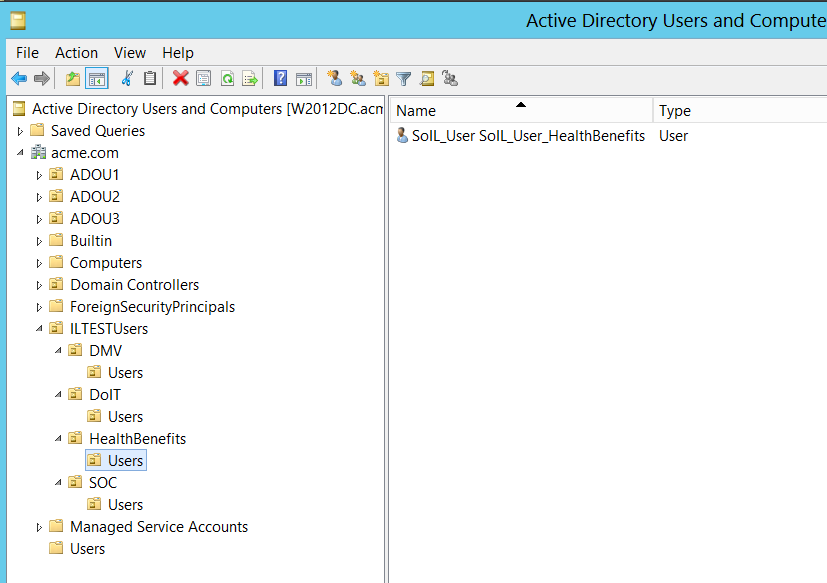 Active Directory Users and Compute
File Action View Help
Active Directory Users and Computers [W2012DC.acm
Saved Queries
acme.com
ADOU1
ADOU2
ADOU3
Builtin
Computers
Domain Controllers
ForeignSecurityPrincipals
ILTESTUsers
DMV
Users
DoIT
Users
HealthBenefits
Users
SOC
Users
Managed Service Accounts
Users
Name Type
SoIL_User SoIL_User_HealthBenefits User